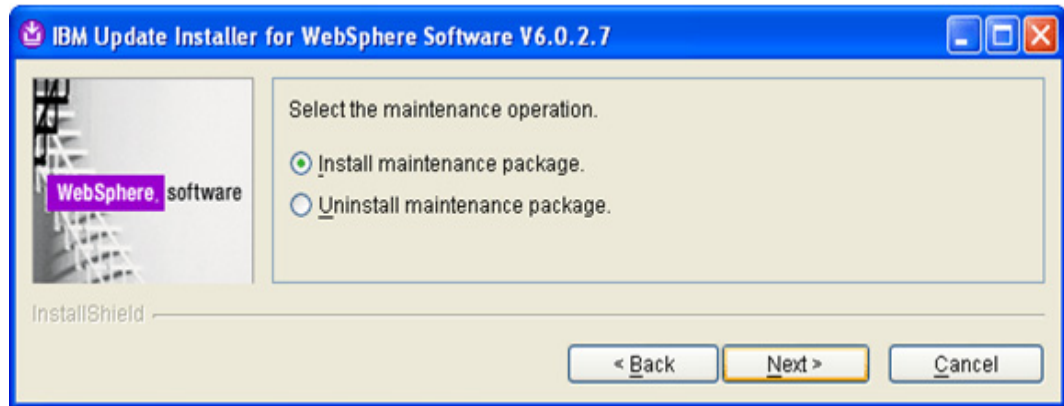 IBM Update Installer for WebSphere Software V6.0.2.7
Select the maintenance operation.
Install maintenance package.
Uninstall maintenance package.
WebSphere. software
InstallShield
< Back
Next >
Cancel